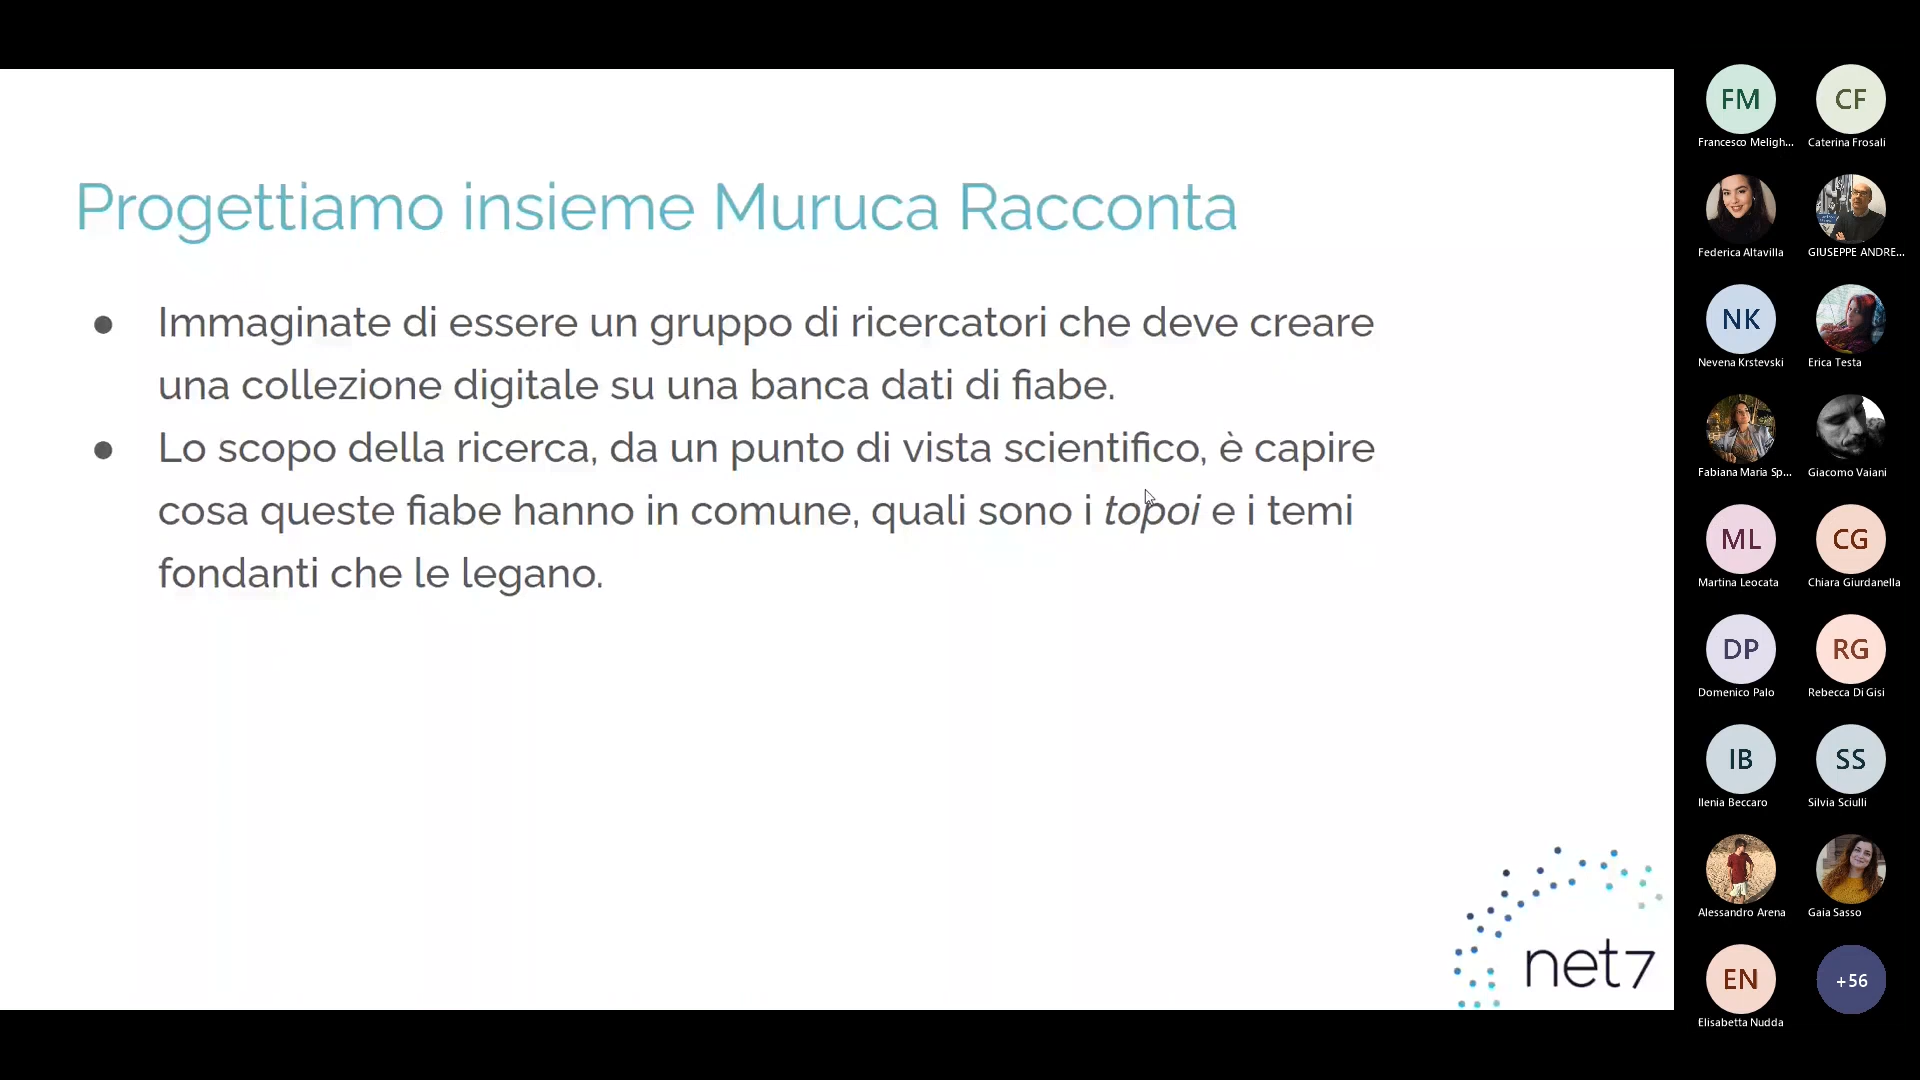 Progettiamo insieme Muruca Racconta
● Immaginate di essere un gruppo di ricercatori che deve creare
una collezione digitale su una banca dati di fiabe.
● Lo scopo della ricerca, da un punto di vista scientifico, è capire
cosa queste fiabe hanno in comune, quali sono i topoi e i temi
fondanti che le legano.
net7
FM
CF
Francesco Meligh...
Caterina Frosali
Federica Altavilla
GIUSEPPE ANDRE...
NK
Nevena Krstevski
Erica Testa
Fabiana Maria Sp...
Giacomo Vaiani
ML
CG
Martina Leocata
Chiara Giurdanella
DP
RG
Domenico Palo
Rebecca Di Gisi
IB
SS
Ilenia Beccaro
Silvia Sciulli
Alessandro Arena
Gaia Sasso
EN
+56
Elisabetta Nudda